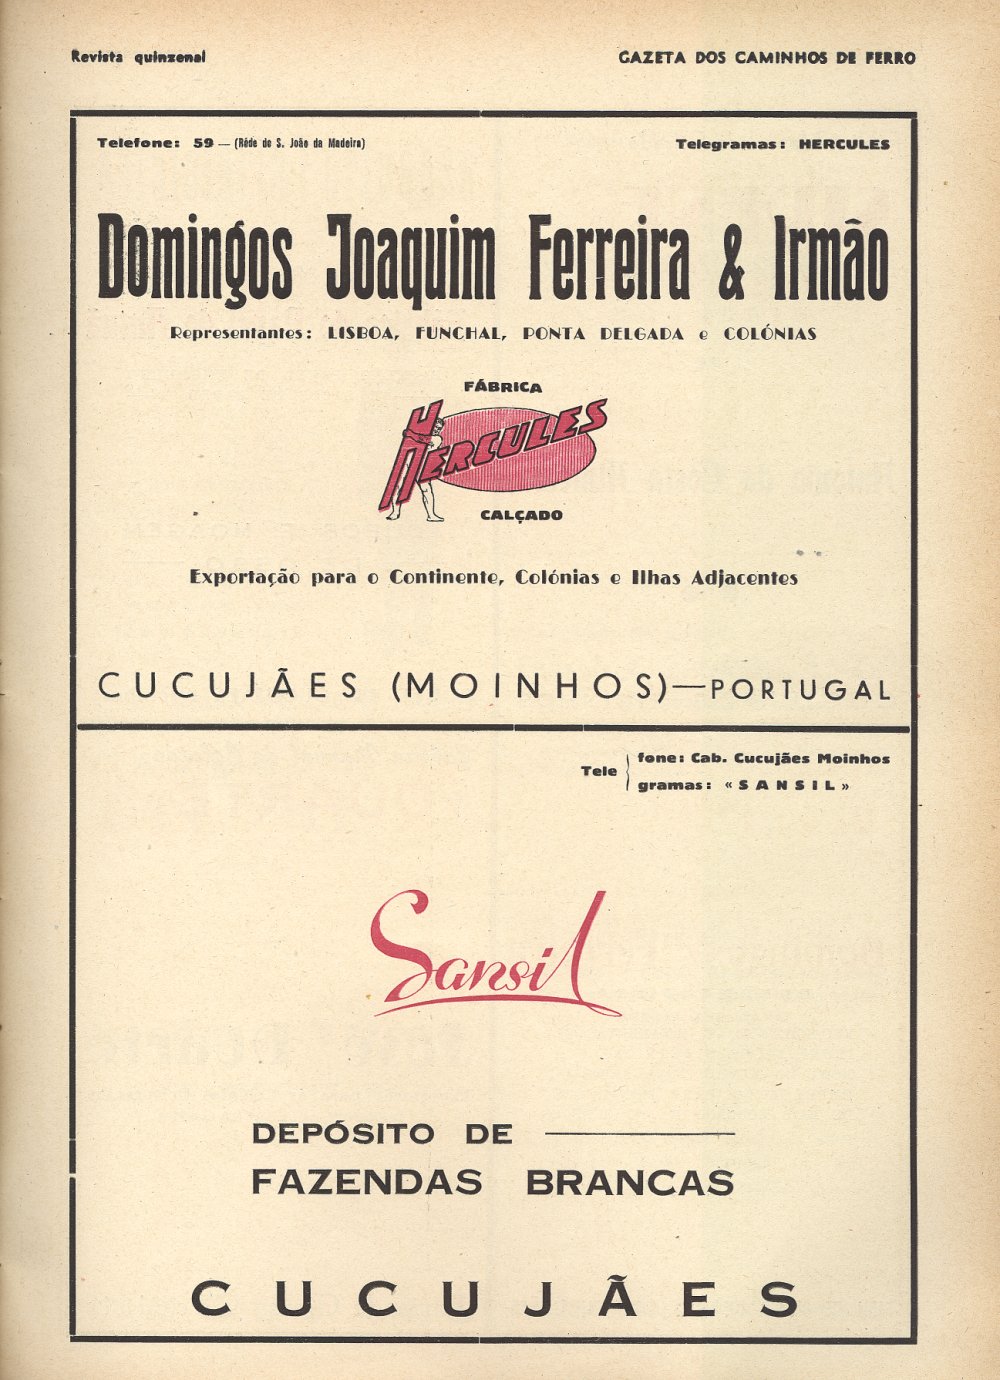 Revista quinzenal GAZETA DOS CAMINHOS DE FERRO
Telefone: 59 — (Rêde de S. João da Madeira) Telegramas: HERCULES
Domingos Joaquim Ferreira & Irmão
Representantes: LISBOA, FUNCHAL, PONTA DELGADA e COLÓNIAS
FÁBRICA
HERCULES
CALÇADO
Exportação para o Continente, Colónias e Ilhas Adjacentes
CUCUJÃES (MOINHOS)—PORTUGAL
Tele { fone: Cab. Cucujães Moinhos
gramas: «SANSIL»
Sansil
DEPÓSITO DE
FAZENDAS BRANCAS
CUCUJÃES